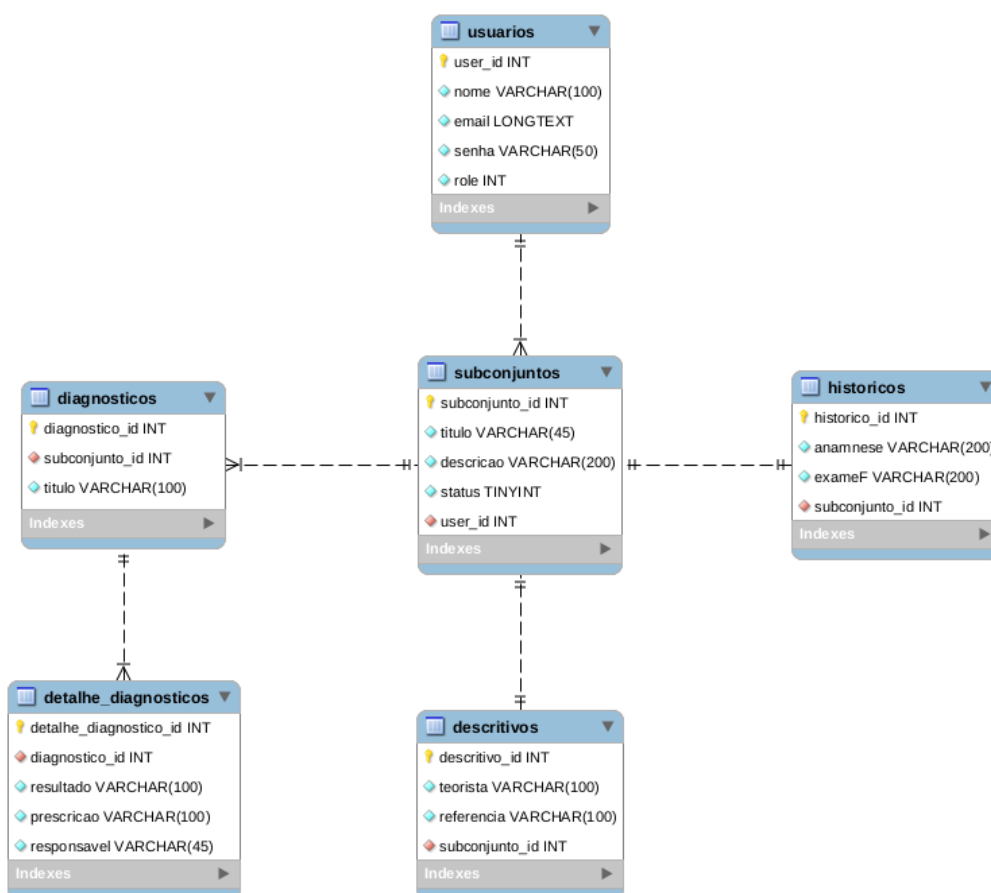 usuarios
user_id INT
nome VARCHAR(100)
email LONGTEXT
senha VARCHAR(50)
role INT
Indexes
subconjuntos
subconjunto_id INT
titulo VARCHAR(45)
descricao VARCHAR(200)
status TINYINT
user_id INT
Indexes
diagnosticos
diagnostico_id INT
subconjunto_id INT
titulo VARCHAR(100)
Indexes
historicos
historico_id INT
anamnese VARCHAR(200)
exameF VARCHAR(200)
subconjunto_id INT
Indexes
detalhe_diagnosticos
detalhe_diagnostico_id INT
diagnostico_id INT
resultado VARCHAR(100)
prescricao VARCHAR(100)
responsavel VARCHAR(45)
Indexes
descritivos
descritivo_id INT
teorista VARCHAR(100)
referencia VARCHAR(100)
subconjunto_id INT
Indexes